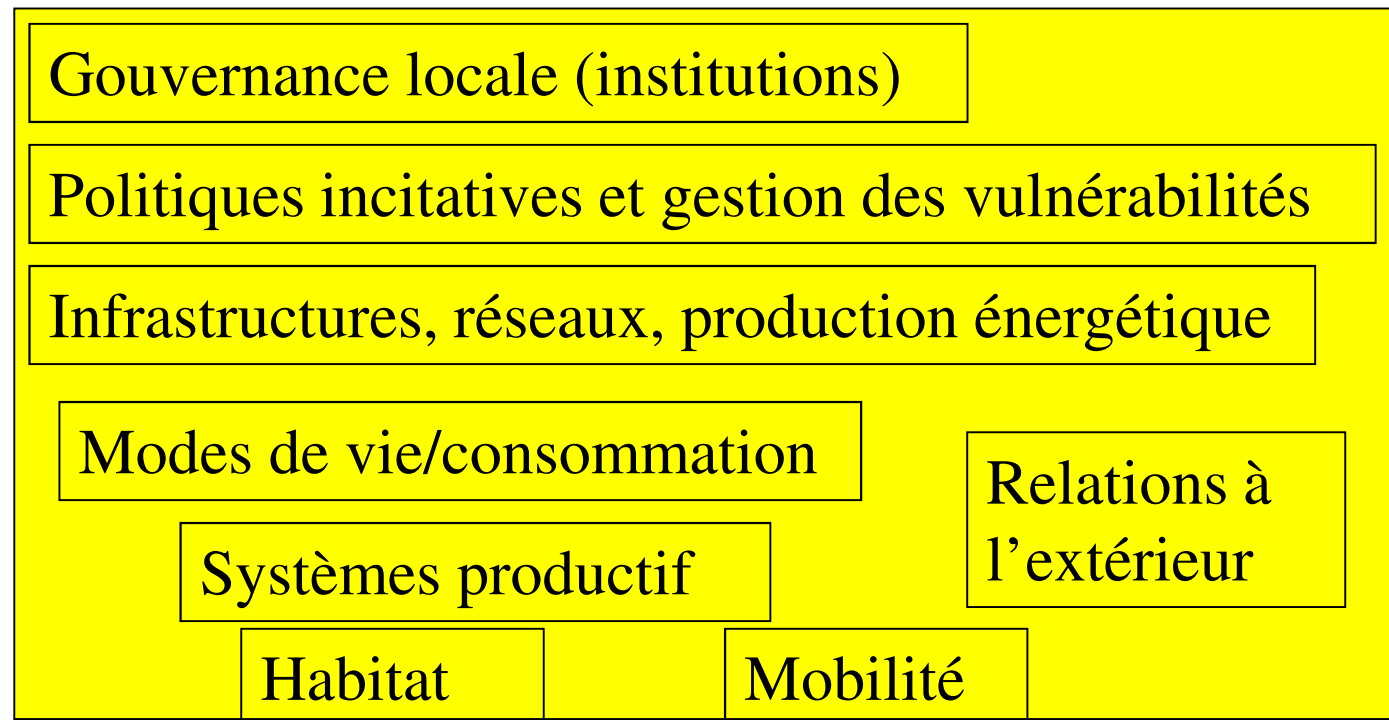 Gouvernance locale (institutions)
Politiques incitatives et gestion des vulnérabilités
Infrastructures, réseaux, production énergétique
Modes de vie/consommation
Relations à
l’extérieur
Systèmes productif
Habitat
Mobilité